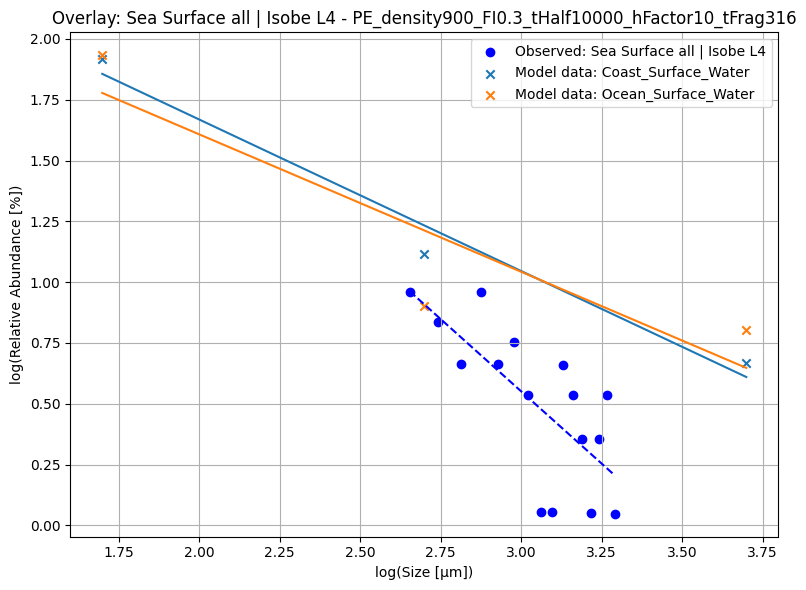 Overlay: Sea Surface all | Isobe L4 - PE_density900_FI0.3_tHalf10000_hFactor10_tFrag316
Observed: Sea Surface all | Isobe L4
Model data: Coast_Surface_Water
Model data: Ocean_Surface_Water
log(Relative Abundance [%])
2.00
1.75
1.50
1.25
1.00
0.75
0.50
0.25
0.00
1.75 2.00 2.25 2.50 2.75 3.00 3.25 3.50 3.75
log(Size [μm])